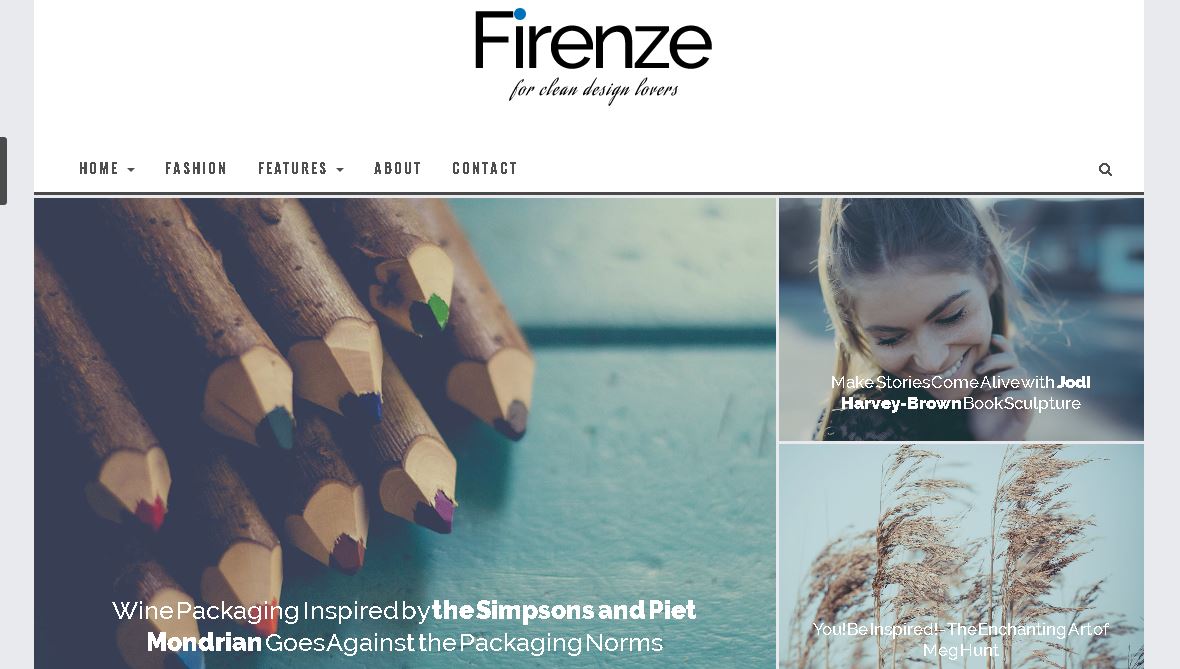 Firenze
for clean design lovers
HOME FASHION FEATURES ABOUT CONTACT
Wine Packaging Inspired by the Simpsons and Piet
Mondrian Goes Against the Packaging Norms
Make Stories Come Alive with Jodi
Harvey-Brown Book Sculpture
You! Be Inspired! – The Enchanting Art of
Meg Hunt